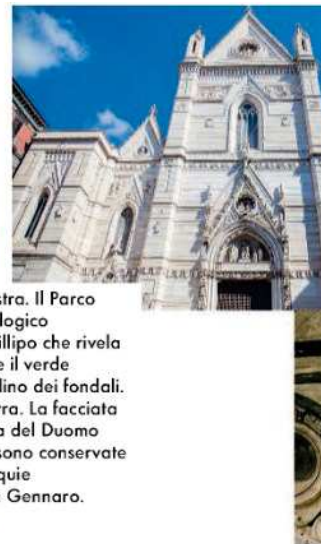 stra. Il Parco
logico
illipo che rivela
e il verde
lino dei fondali.
tra. La facciata
a del Duomo
sono conservate
quie
Gennaro.